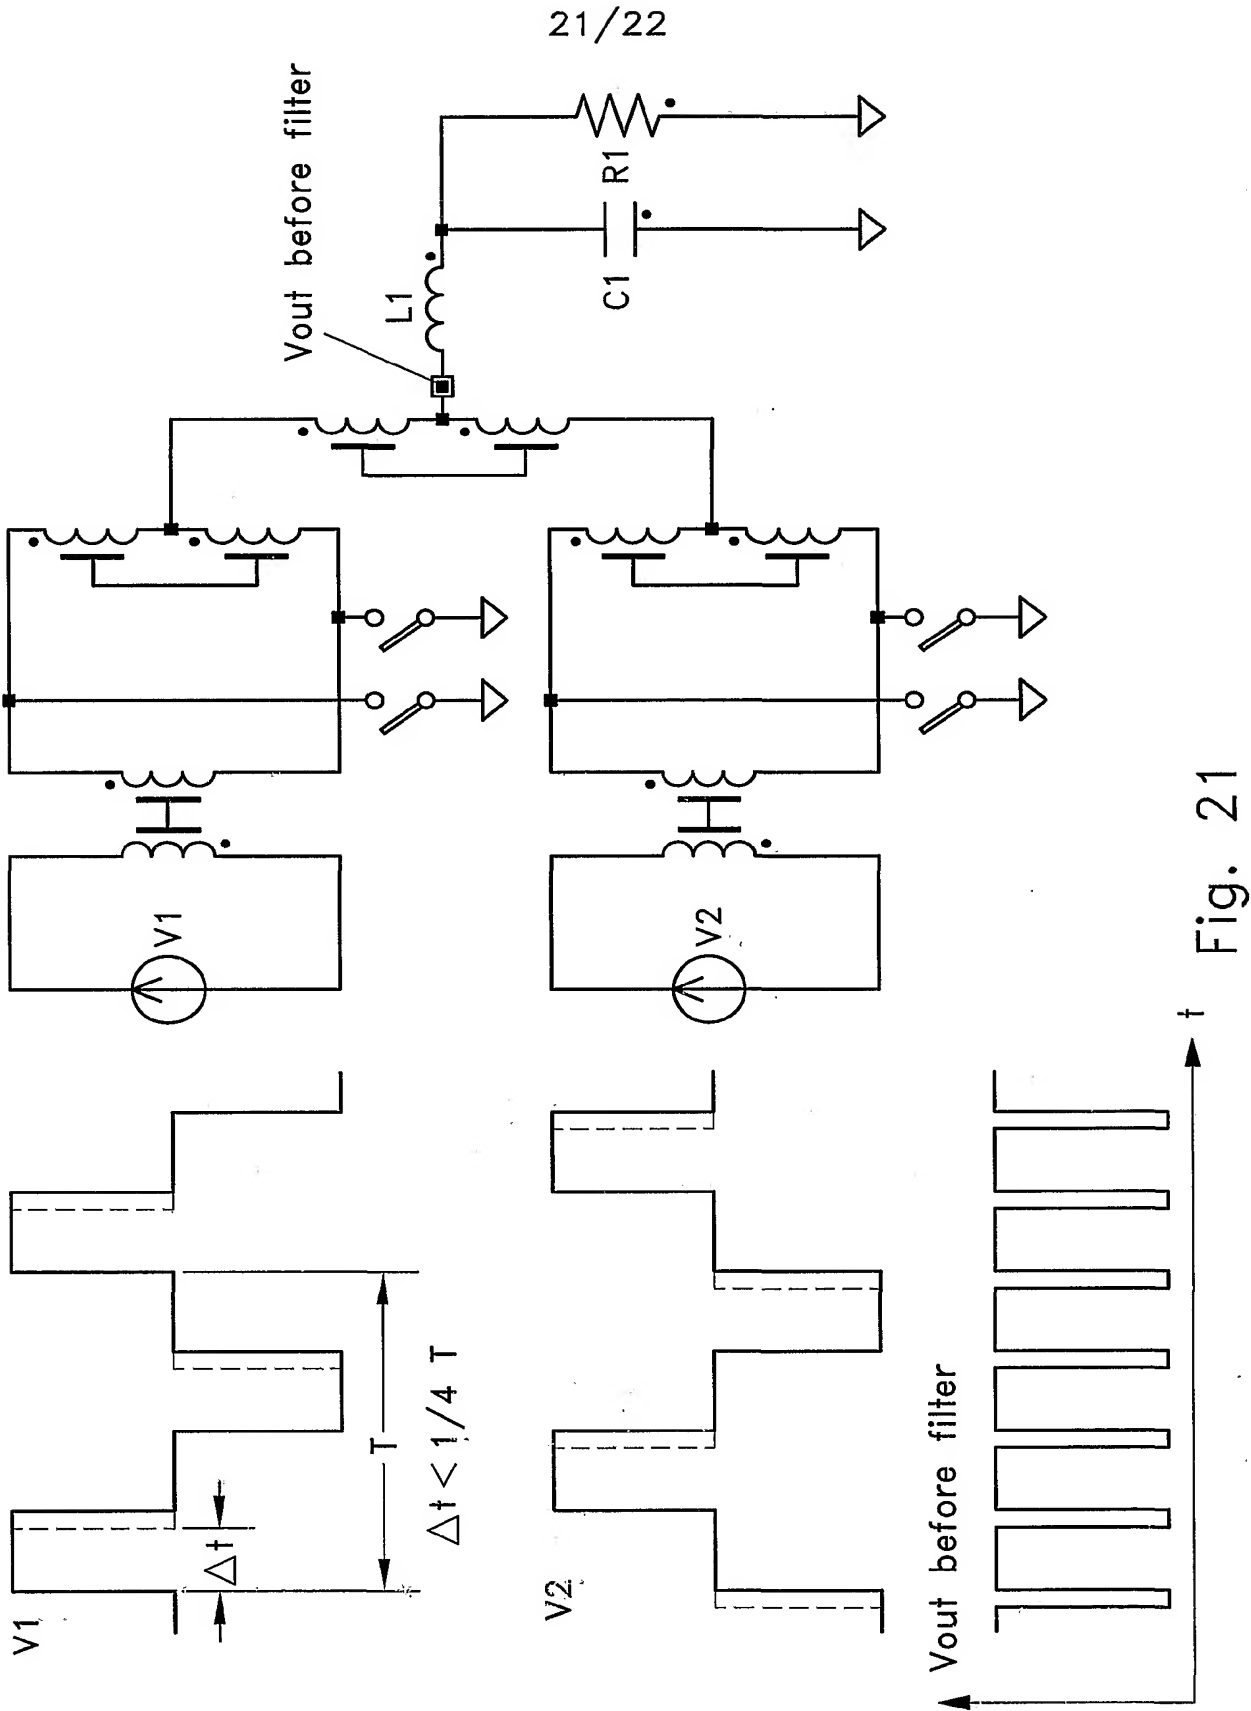 21/22
V1
Δt
T
Δt < 1/4 T
V2
Vout before filter
t
V1
V2
Vout before filter
L1
C1
R1
Fig. 21